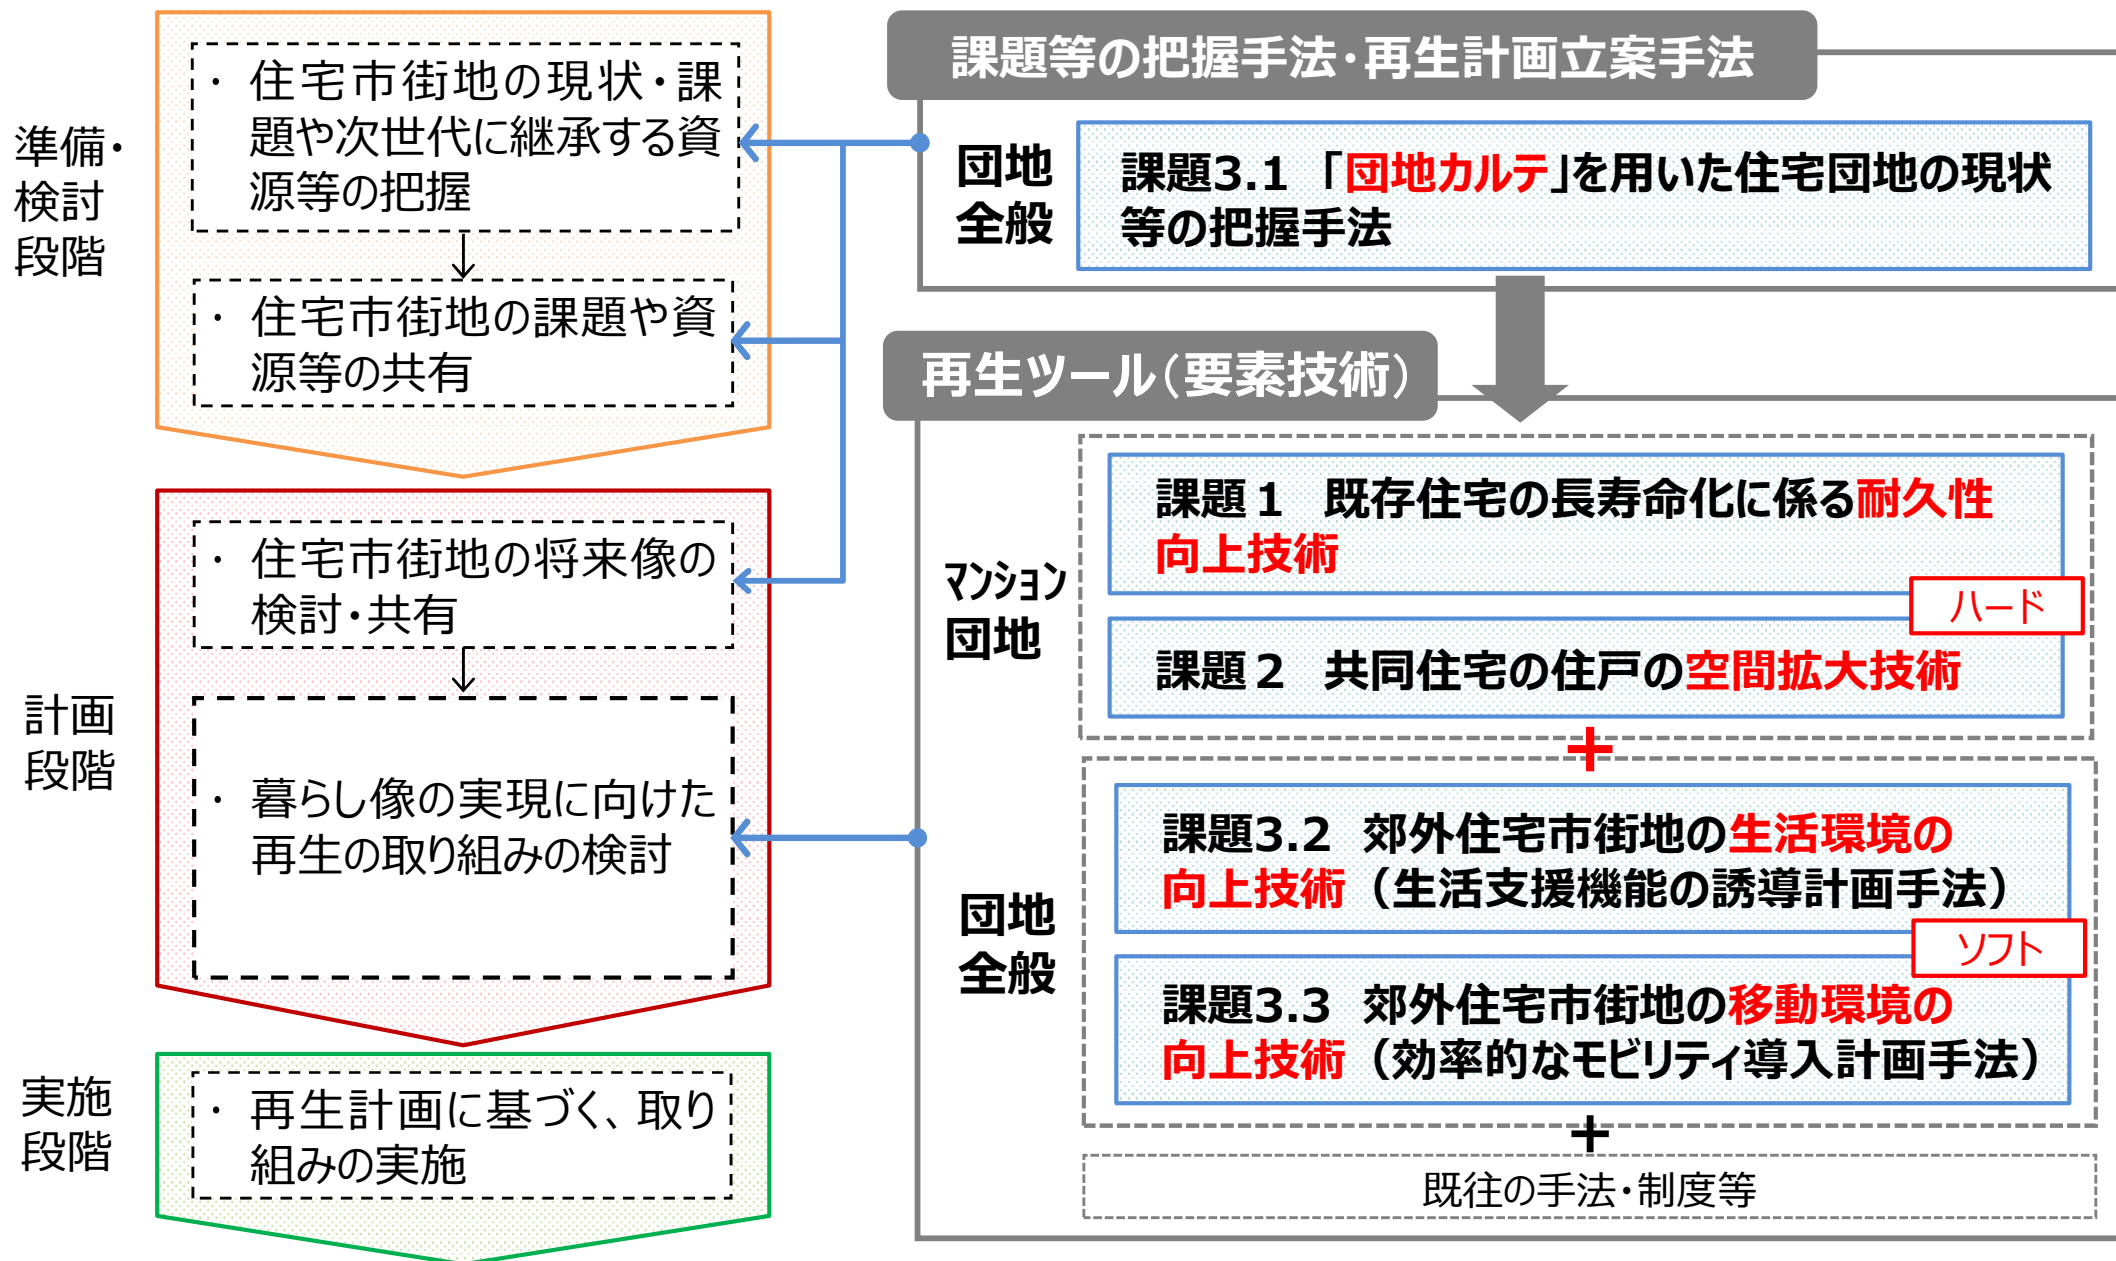 準備・
検討
段階
・ 住宅市街地の現状・課
題や次世代に継承する資
源等の把握
・ 住宅市街地の課題や資
源等の共有
計画
段階
・ 住宅市街地の将来像の
検討・共有
・ 暮らし像の実現に向けた
再生の取り組みの検討
実施
段階
・ 再生計画に基づく、取り
組みの実施
課題等の把握手法・再生計画立案手法
団地
全般
課題3.1 「団地カルテ」を用いた住宅団地の現状
等の把握手法
再生ツール（要素技術）
マンション
団地
課題１ 既存住宅の長寿命化に係る耐久性
向上技術
ハード
課題２ 共同住宅の住戸の空間拡大技術
＋
団地
全般
課題3.2 郊外住宅市街地の生活環境の
向上技術（生活支援機能の誘導計画手法）
ソフト
課題3.3 郊外住宅市街地の移動環境の
向上技術（効率的なモビリティ導入計画手法）
＋
既往の手法・制度等